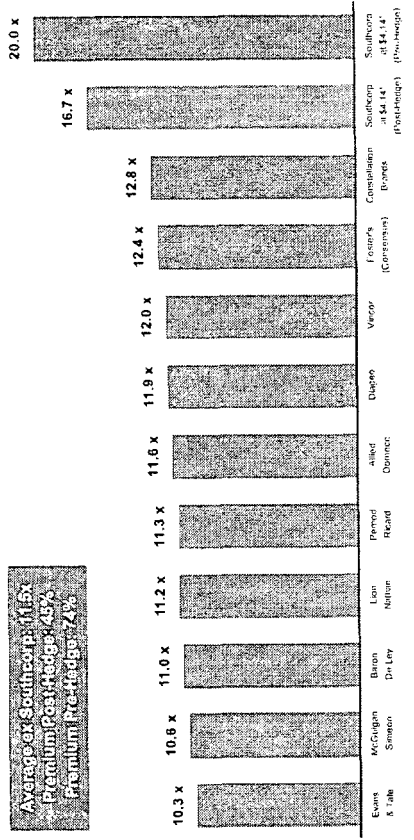 Average ex-Southcorp: 11.5x
Premium Post-Hedge: 45%
Premium Pre-Hedge: 74%
10.3 x
10.6 x
11.0 x
11.2 x
11.3 x
11.6 x
11.9 x
12.0 x
12.4 x
12.8 x
16.7 x
20.0 x
Evans
& Tate
McGuigan
Simeon
Baron
De Ley
Lion
Nathan
Pernod
Ricard
Allied
Domecq
Diageo
Vincor
Foster's
(Consensus)
Constellation
Brands
Southcorp
at $4.14*
(Post-Hedge)
Southcorp
at $4.14*
(Pre-Hedge)